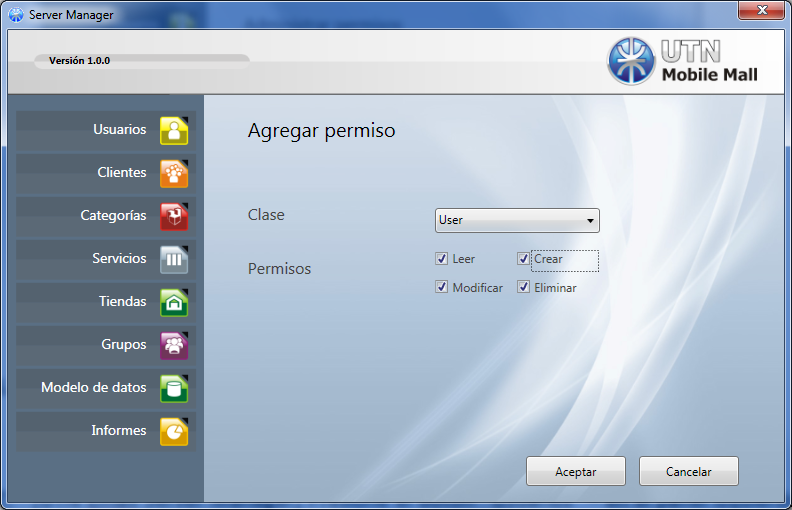 Server Manager
Versión 1.0.0
UTN
Mobile Mall
Usuarios
Clientes
Categorías
Servicios
Tiendas
Grupos
Modelo de datos
Informes
Agregar permiso
Clase
User
Permisos
Leer
Crear
Modificar
Eliminar
Aceptar
Cancelar